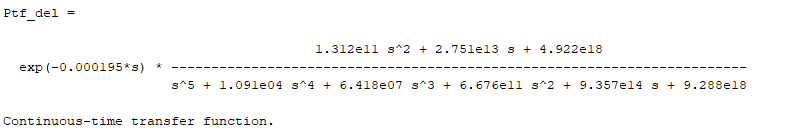 Ptf_del =
1.312e11 s^2 + 2.751e13 s + 4.922e18
exp(-0.000195*s) * ------------------------------------------------------------------------
s^5 + 1.091e04 s^4 + 6.418e07 s^3 + 6.676e11 s^2 + 9.357e14 s + 9.288e18
Continuous-time transfer function.